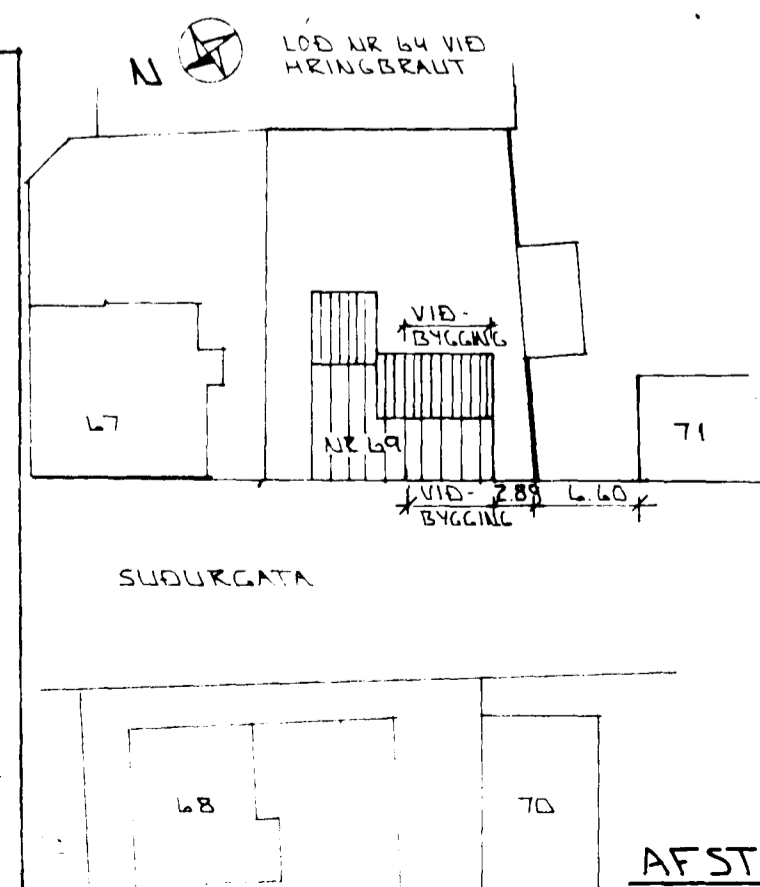 N
LÓÐ NR 64 VIÐ
HRINGBRAUT
VIÐ-
BYGGING
67
NR 69
71
VIÐ-
BYGGING
2.89
6.60
SUÐURGATA
68
70
AFST